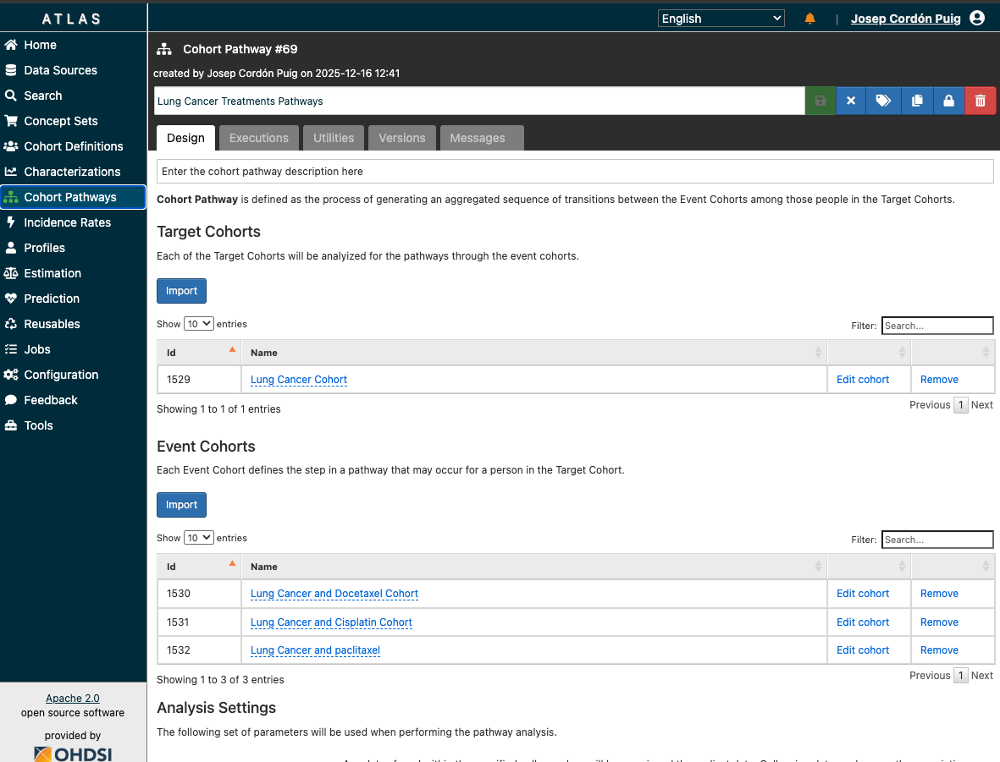 ATLAS
English
|
Josep Cordón Puig
Home
Data Sources
Search
Concept Sets
Cohort Definitions
Characterizations
Cohort Pathways
Incidence Rates
Profiles
Estimation
Prediction
Reusables
Jobs
Configuration
Feedback
Tools
Apache 2.0
open source software
provided by
OHDSI
Cohort Pathway #69
created by Josep Cordón Puig on 2025-12-16 12:41
Lung Cancer Treatments Pathways
Design Executions Utilities Versions Messages
Enter the cohort pathway description here
Cohort Pathway is defined as the process of generating an aggregated sequence of transitions between the Event Cohorts among those people in the Target Cohorts.
Target Cohorts
Each of the Target Cohorts will be analyized for the pathways through the event cohorts.
Import
Show 10 entries Filter: Search...
Id Name
1529 Lung Cancer Cohort Edit cohort Remove
Showing 1 to 1 of 1 entries Previous 1 Next
Event Cohorts
Each Event Cohort defines the step in a pathway that may occur for a person in the Target Cohort.
Import
Show 10 entries Filter: Search...
Id Name
1530 Lung Cancer and Docetaxel Cohort Edit cohort Remove
1531 Lung Cancer and Cisplatin Cohort Edit cohort Remove
1532 Lung Cancer and paclitaxel Edit cohort Remove
Showing 1 to 3 of 3 entries Previous 1 Next
Analysis Settings
The following set of parameters will be used when performing the pathway analysis.